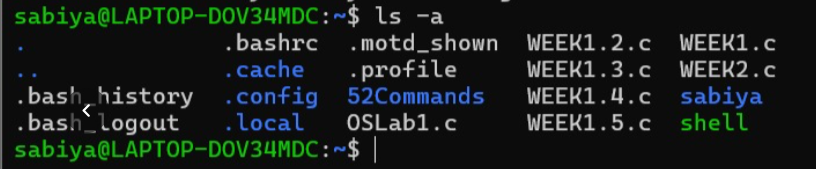 sabiya@LAPTOP-DOV34MDC:~$ ls -a
. .bashrc .motd_shown WEEK1.2.c WEEK1.c
.. .cache .profile WEEK1.3.c WEEK2.c
.bash_history .config 52Commands WEEK1.4.c sabiya
.bash_logout .local OSLab1.c WEEK1.5.c shell
sabiya@LAPTOP-DOV34MDC:~$